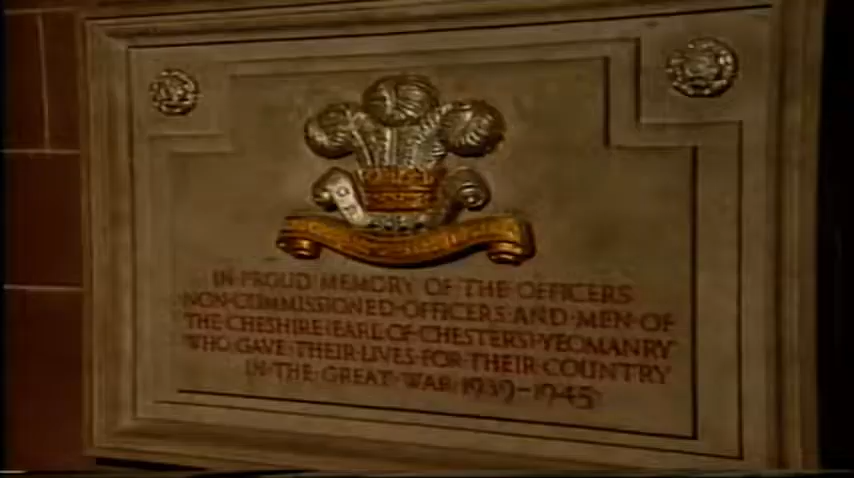 IN·PROUD·MEMORY OF·THE·OFFICERS
NON·COMMISSIONED·OFFICERS·AND·MEN·OF
THE·CHESHIRE (EARL·OF·CHESTERS) YEOMANRY
WHO·GAVE·THEIR·LIVES·FOR·THEIR·COUNTRY
IN·THE·GREAT·WAR·1939-1945